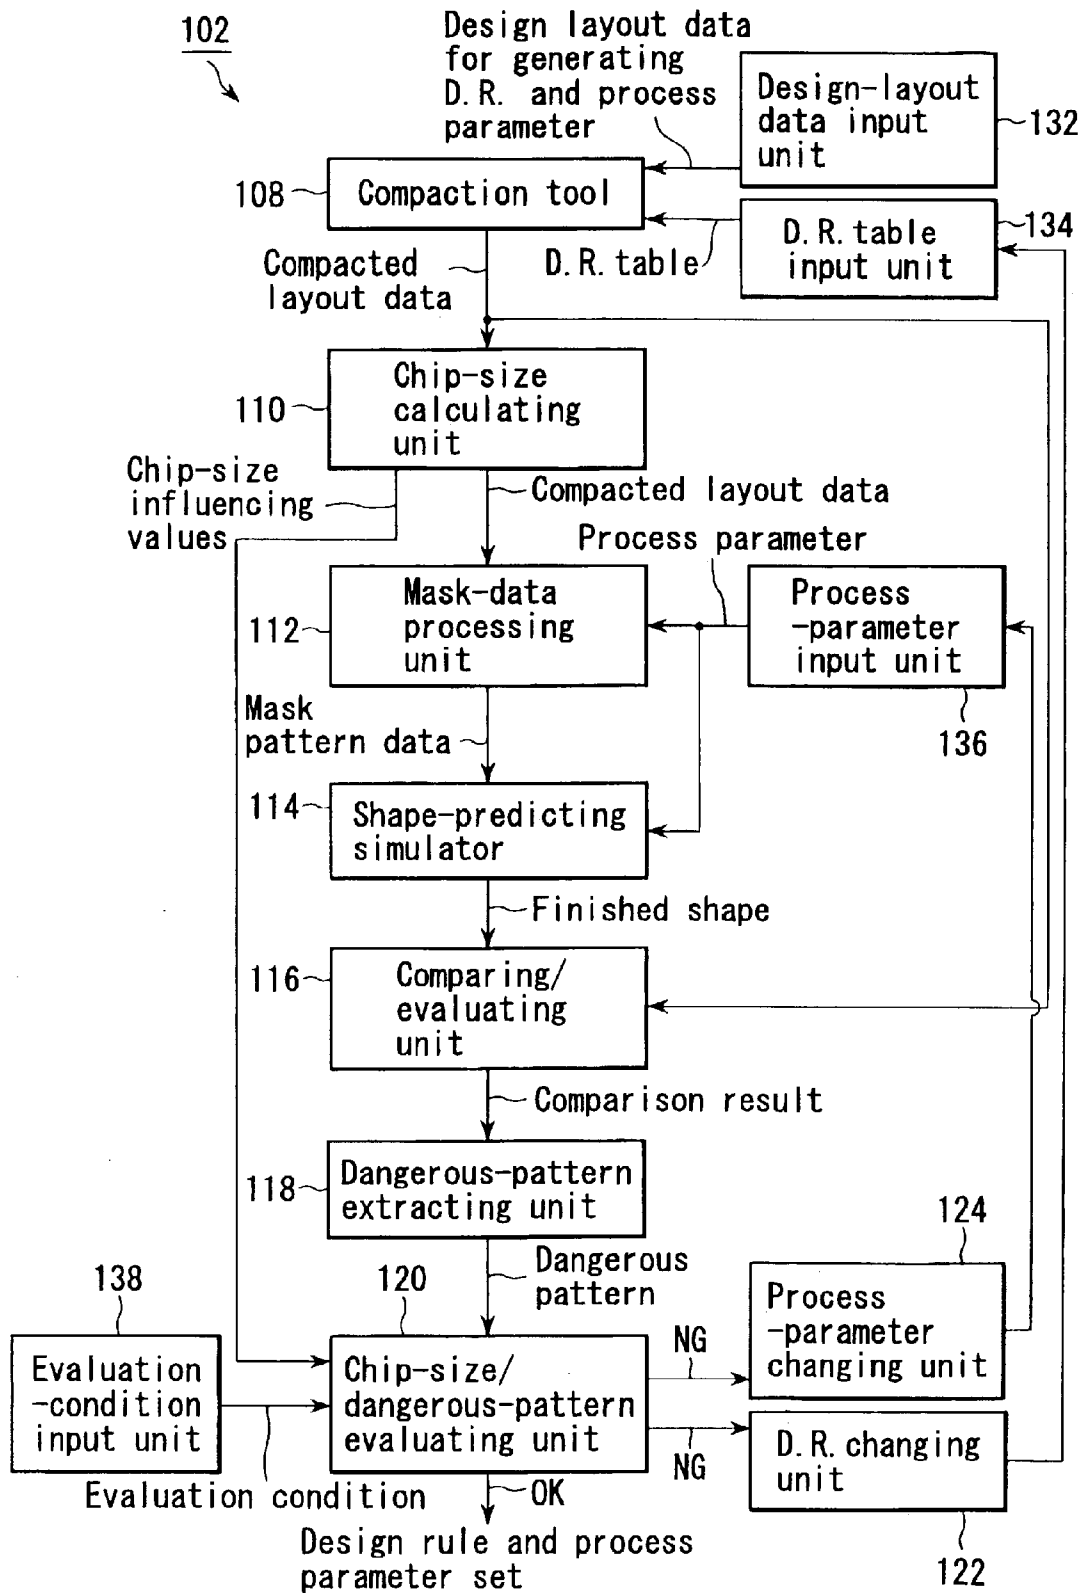 102
Design layout data
for generating
D.R. and process
parameter
Design-layout
data input
unit
132
108
Compaction tool
D.R. table
input unit
134
Compacted
layout data
D.R. table
Chip-size
calculating
unit
110
Chip-size
influencing
values
Compacted layout data
Process parameter
Mask-data
processing
unit
112
Process
-parameter
input unit
136
Mask
pattern data
114
Shape-predicting
simulator
Finished shape
116
Comparing/
evaluating
unit
Comparison result
118
Dangerous-pattern
extracting unit
Dangerous
pattern
138
120
124
Evaluation
-condition
input unit
Chip-size/
dangerous-pattern
evaluating unit
NG
Process
-parameter
changing unit
NG
D.R. changing
unit
Evaluation condition
OK
122
Design rule and process
parameter set